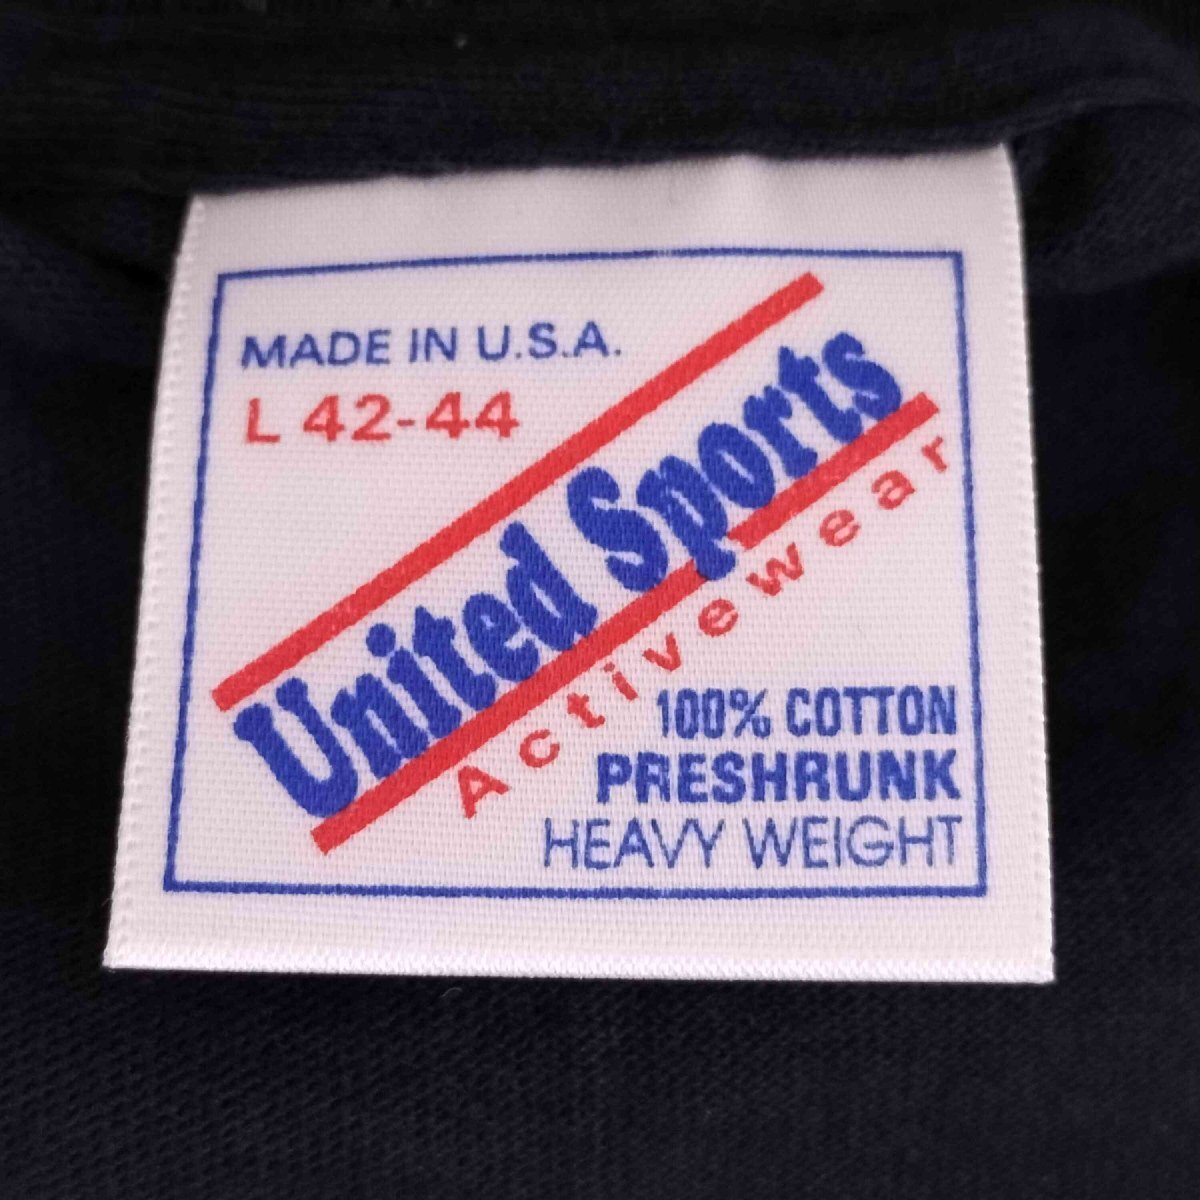 MADE IN U.S.A.
L 42-44
United Sports
Activewear
100% COTTON
PRESHRUNK
HEAVY WEIGHT